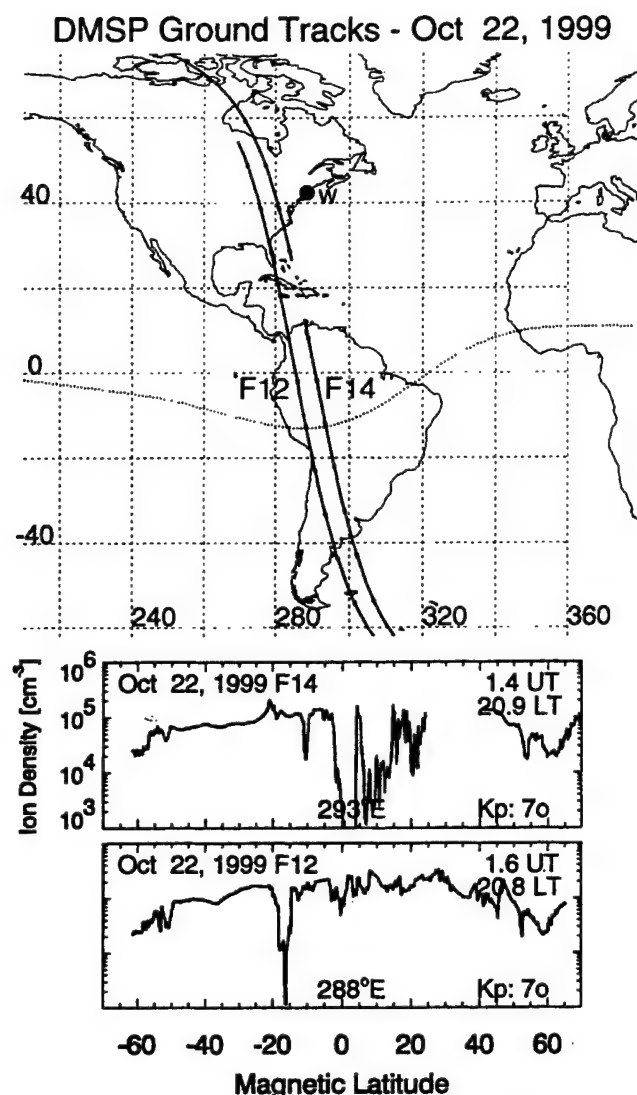 DMSP Ground Tracks - Oct 22, 1999
40
W
0
F12 F14
-40
240 280 320 360
Ion Density [cm⁻³]
10⁶
10⁵
10⁴
10³
Oct 22, 1999 F14
1.4 UT
20.9 LT
293°E
Kp: 7o
Oct 22, 1999 F12
1.6 UT
20.8 LT
288°E
Kp: 7o
-60 -40 -20 0 20 40 60
Magnetic Latitude